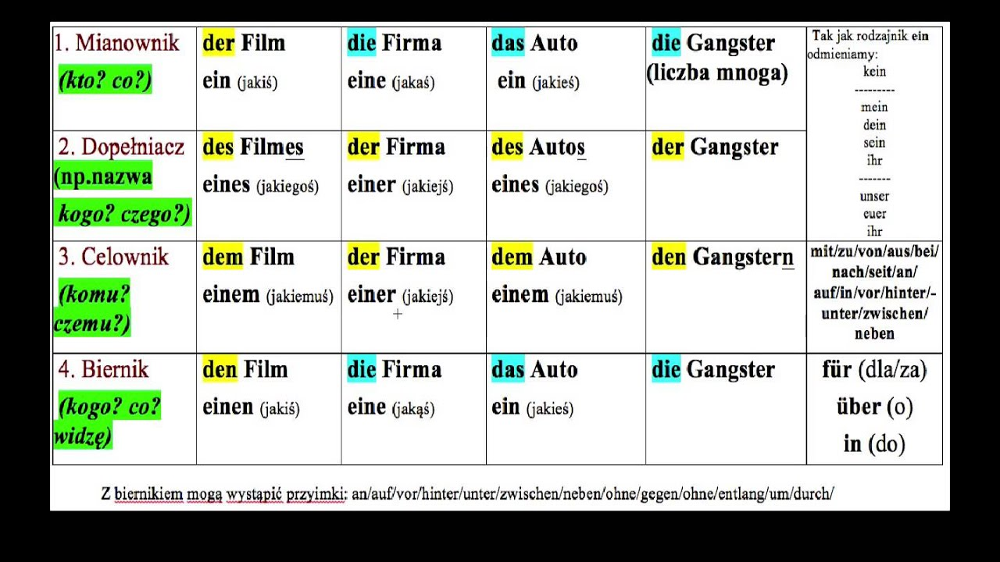 1. Mianownik
(kto? co?)
der Film
ein (jakiś)
die Firma
eine (jakaś)
das Auto
ein (jakieś)
die Gangster
(liczba mnoga)
Tak jak rodzajnik ein
odmieniamy:
kein
---------
mein
dein
sein
ihr
-------
unser
euer
ihr
2. Dopełniacz
(np.nazwa
kogo? czego?)
des Filmes
eines (jakiegoś)
der Firma
einer (jakiejś)
des Autos
eines (jakiegoś)
der Gangster
3. Celownik
(komu?
czemu?)
dem Film
einem (jakiemuś)
der Firma
einer (jakiejś)
dem Auto
einem (jakiemuś)
den Gangstern
mit/zu/von/aus/bei/
nach/seit/an/
auf/in/vor/hinter/-
unter/zwischen/
neben
4. Biernik
(kogo? co?
widzę)
den Film
einen (jakiś)
die Firma
eine (jakąś)
das Auto
ein (jakieś)
die Gangster
für (dla/za)
über (o)
in (do)
Z biernikiem mogą wystąpić przyimki: an/auf/vor/hinter/unter/zwischen/neben/ohne/gegen/ohne/entlang/um/durch/